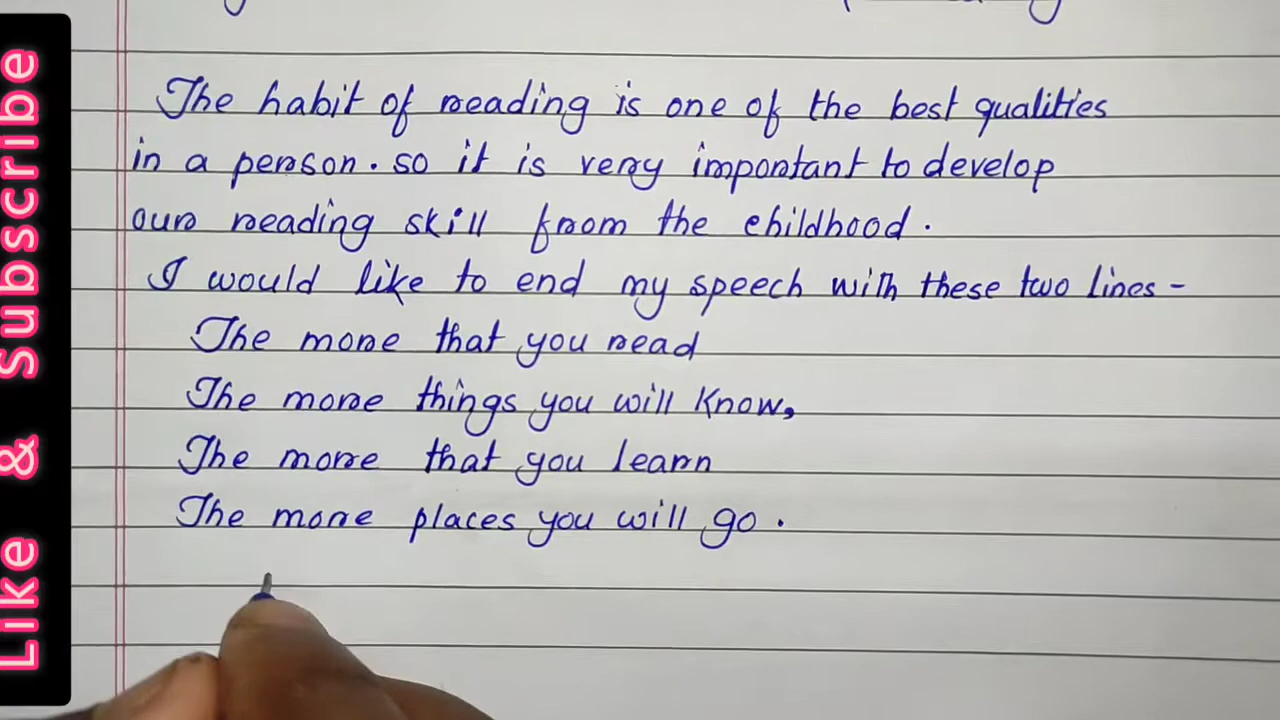 Like & Subscribe
The habit of reading is one of the best qualities
in a person. so it is very important to develop
our reading skill from the childhood.
I would like to end my speech with these two lines-
The more that you read
The more things you will know,
The more that you learn
The more places you will go.